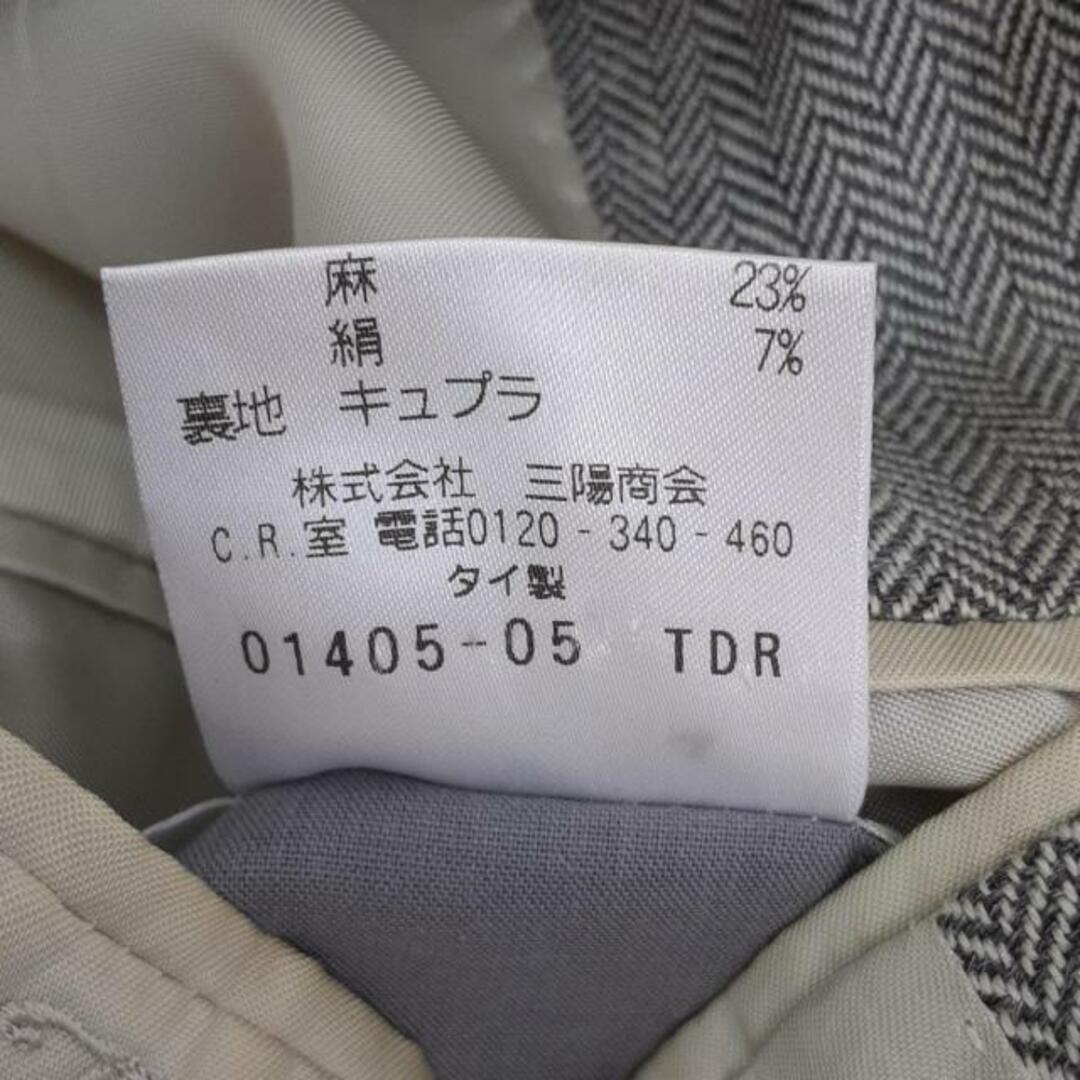 麻 23%
絹 7%
裏地 キュプラ
株式会社 三陽商会
C.R.室 電話0120-340-460
タイ製
01405-05 TDR